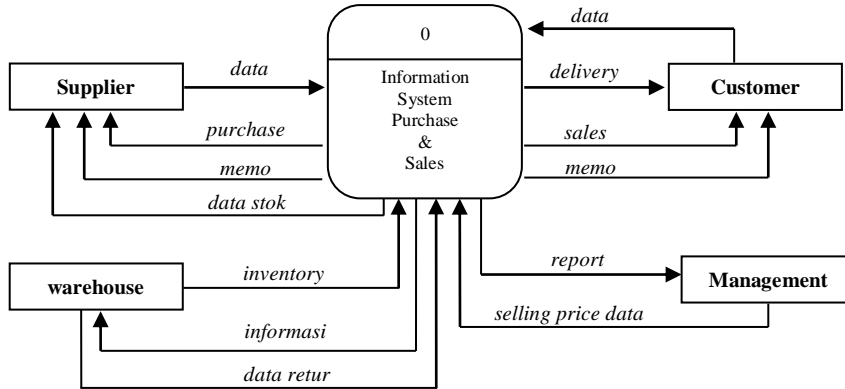 data
0
Information
System
Purchase
&
Sales
Supplier
data
delivery
Customer
purchase
sales
memo
memo
data stok
warehouse
inventory
report
Management
informasi
selling price data
data retur